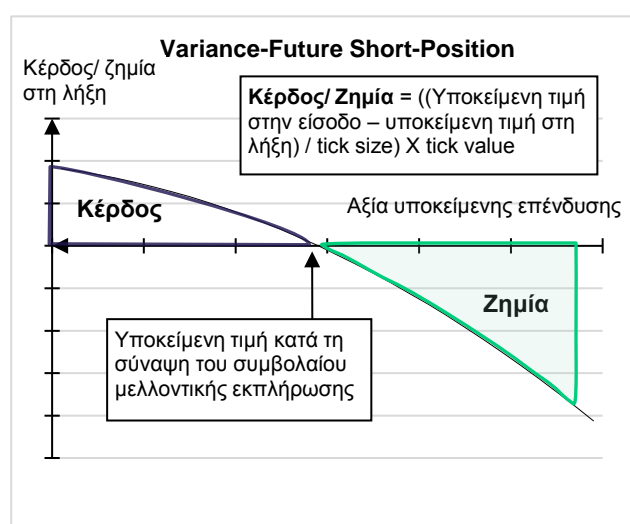 Variance-Future Short-Position
Κέρδος/ ζημία
στη λήξη
Κέρδος/ Ζημία = ((Υποκείμενη τιμή
στην είσοδο – υποκείμενη τιμή στη
λήξη) / tick size) X tick value
Κέρδος
Αξία υποκείμενης επένδυσης
Ζημία
Υποκείμενη τιμή κατά τη
σύναψη του συμβολαίου
μελλοντικής εκπλήρωσης